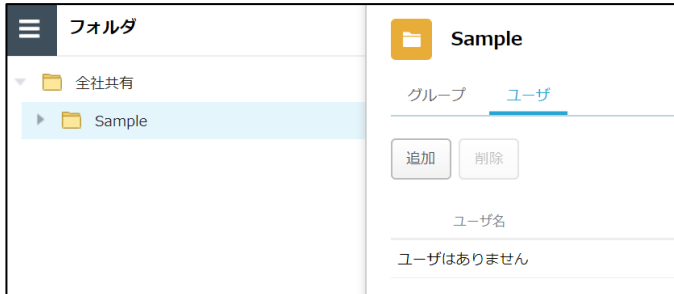 フォルダ
全社共有
Sample
Sample
グループ ユーザ
追加 削除
ユーザ名
ユーザはありません